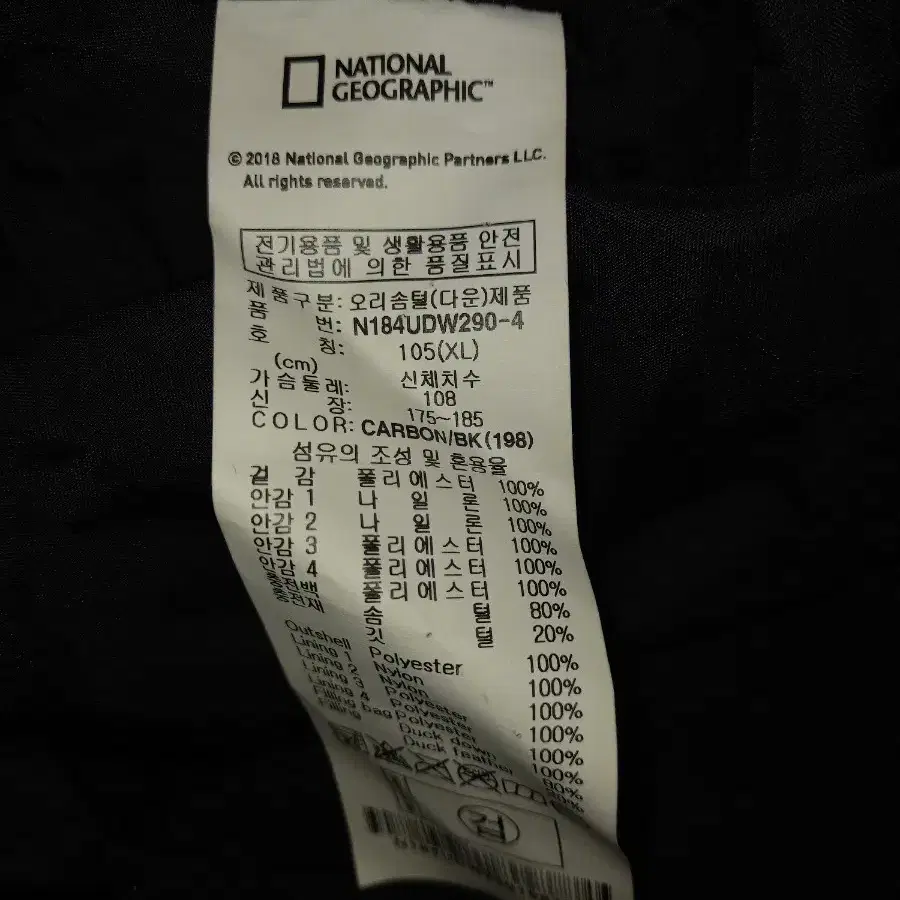 NATIONAL
GEOGRAPHIC™
© 2018 National Geographic Partners LLC.
All rights reserved.
전기용품 및 생활용품 안전
관리법에 의한 품질표시
제품구분: 오리솜털(다운)제품
품 번: N184UDW290-4
호 칭: 105(XL)
(cm) 신체치수
가슴둘레: 108
신 장: 175~185
COLOR: CARBON/BK(198)
섬유의 조성 및 혼용율
겉 감 폴리에스터 100%
안감 1 나 일 론 100%
안감 2 나 일 론 100%
안감 3 폴리에스터 100%
안감 4 폴리에스터 100%
충전백 폴리에스터 100%
충전재 솜 털 80%
깃 털 20%
Outshell Polyester 100%
Lining 1 Nylon 100%
Lining 2 Nylon 100%
Lining 3 Polyester 100%
Lining 4 Polyester 100%
Filling bag Polyester 100%
Filling Duck down 80%
Duck feather 20%